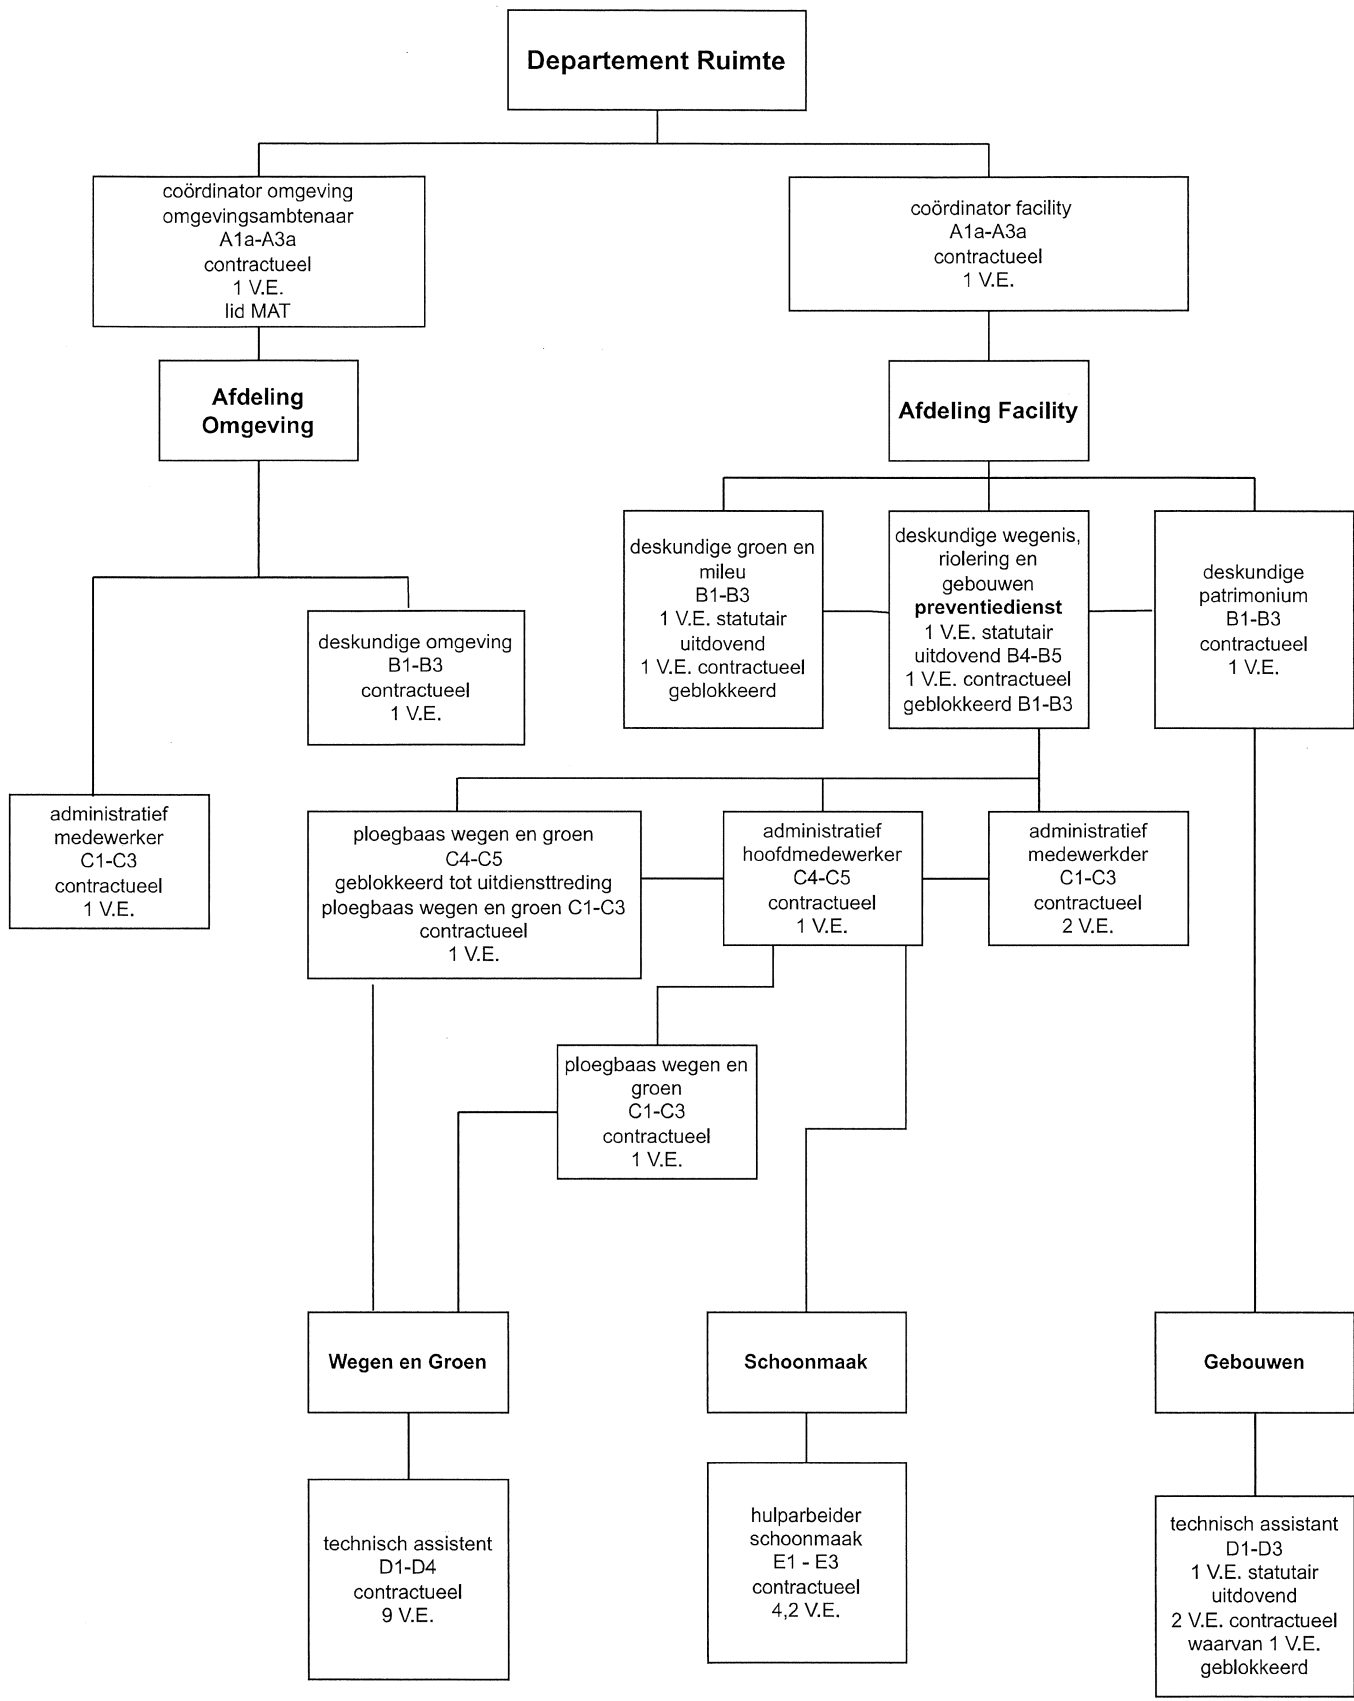 Departement Ruimte
coördinator omgeving
omgevingsambtenaar
A1a-A3a
contractueel
1 V.E.
lid MAT
coördinator facility
A1a-A3a
contractueel
1 V.E.
Afdeling
Omgeving
Afdeling Facility
deskundige groen en
mileu
B1-B3
1 V.E. statutair
uitdovend
1 V.E. contractueel
geblokkeerd
deskundige wegenis,
riolering en
gebouwen
preventiedienst
1 V.E. statutair
uitdovend B4-B5
1 V.E. contractueel
geblokkeerd B1-B3
deskundige
patrimonium
B1-B3
contractueel
1 V.E.
deskundige omgeving
B1-B3
contractueel
1 V.E.
administratief
medewerker
C1-C3
contractueel
1 V.E.
ploegbaas wegen en groen
C4-C5
geblokkeerd tot uitdiensttreding
ploegbaas wegen en groen C1-C3
contractueel
1 V.E.
administratief
hoofdmedewerker
C4-C5
contractueel
1 V.E.
administratief
medewerkder
C1-C3
contractueel
2 V.E.
ploegbaas wegen en
groen
C1-C3
contractueel
1 V.E.
Wegen en Groen
Schoonmaak
Gebouwen
technisch assistent
D1-D4
contractueel
9 V.E.
hulparbeider
schoonmaak
E1 - E3
contractueel
4,2 V.E.
technisch assistant
D1-D3
1 V.E. statutair
uitdovend
2 V.E. contractueel
waarvan 1 V.E.
geblokkeerd